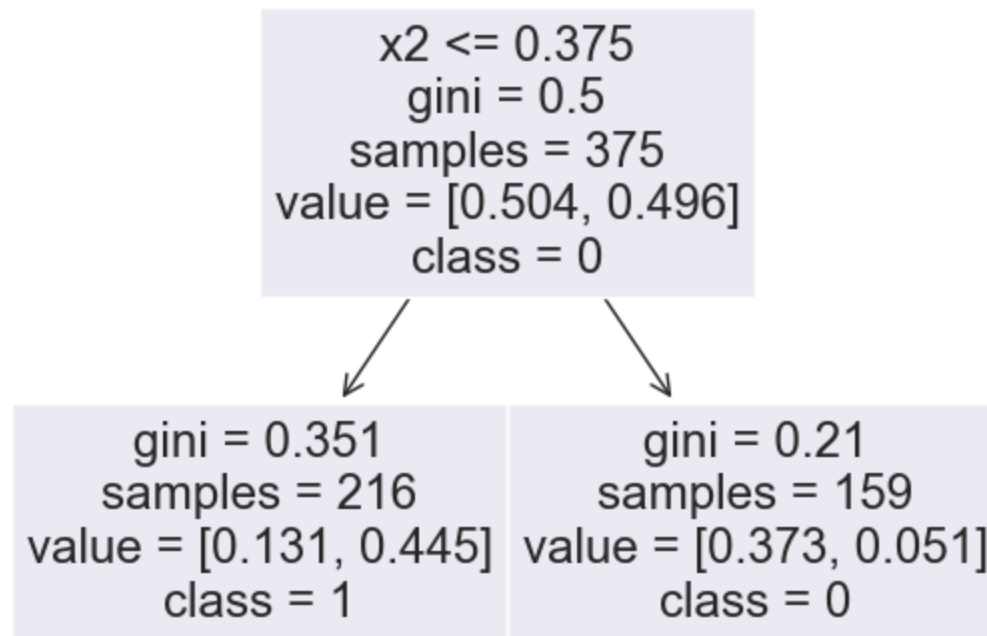 x2 <= 0.375
gini = 0.5
samples = 375
value = [0.504, 0.496]
class = 0
gini = 0.351
samples = 216
value = [0.131, 0.445]
class = 1
gini = 0.21
samples = 159
value = [0.373, 0.051]
class = 0